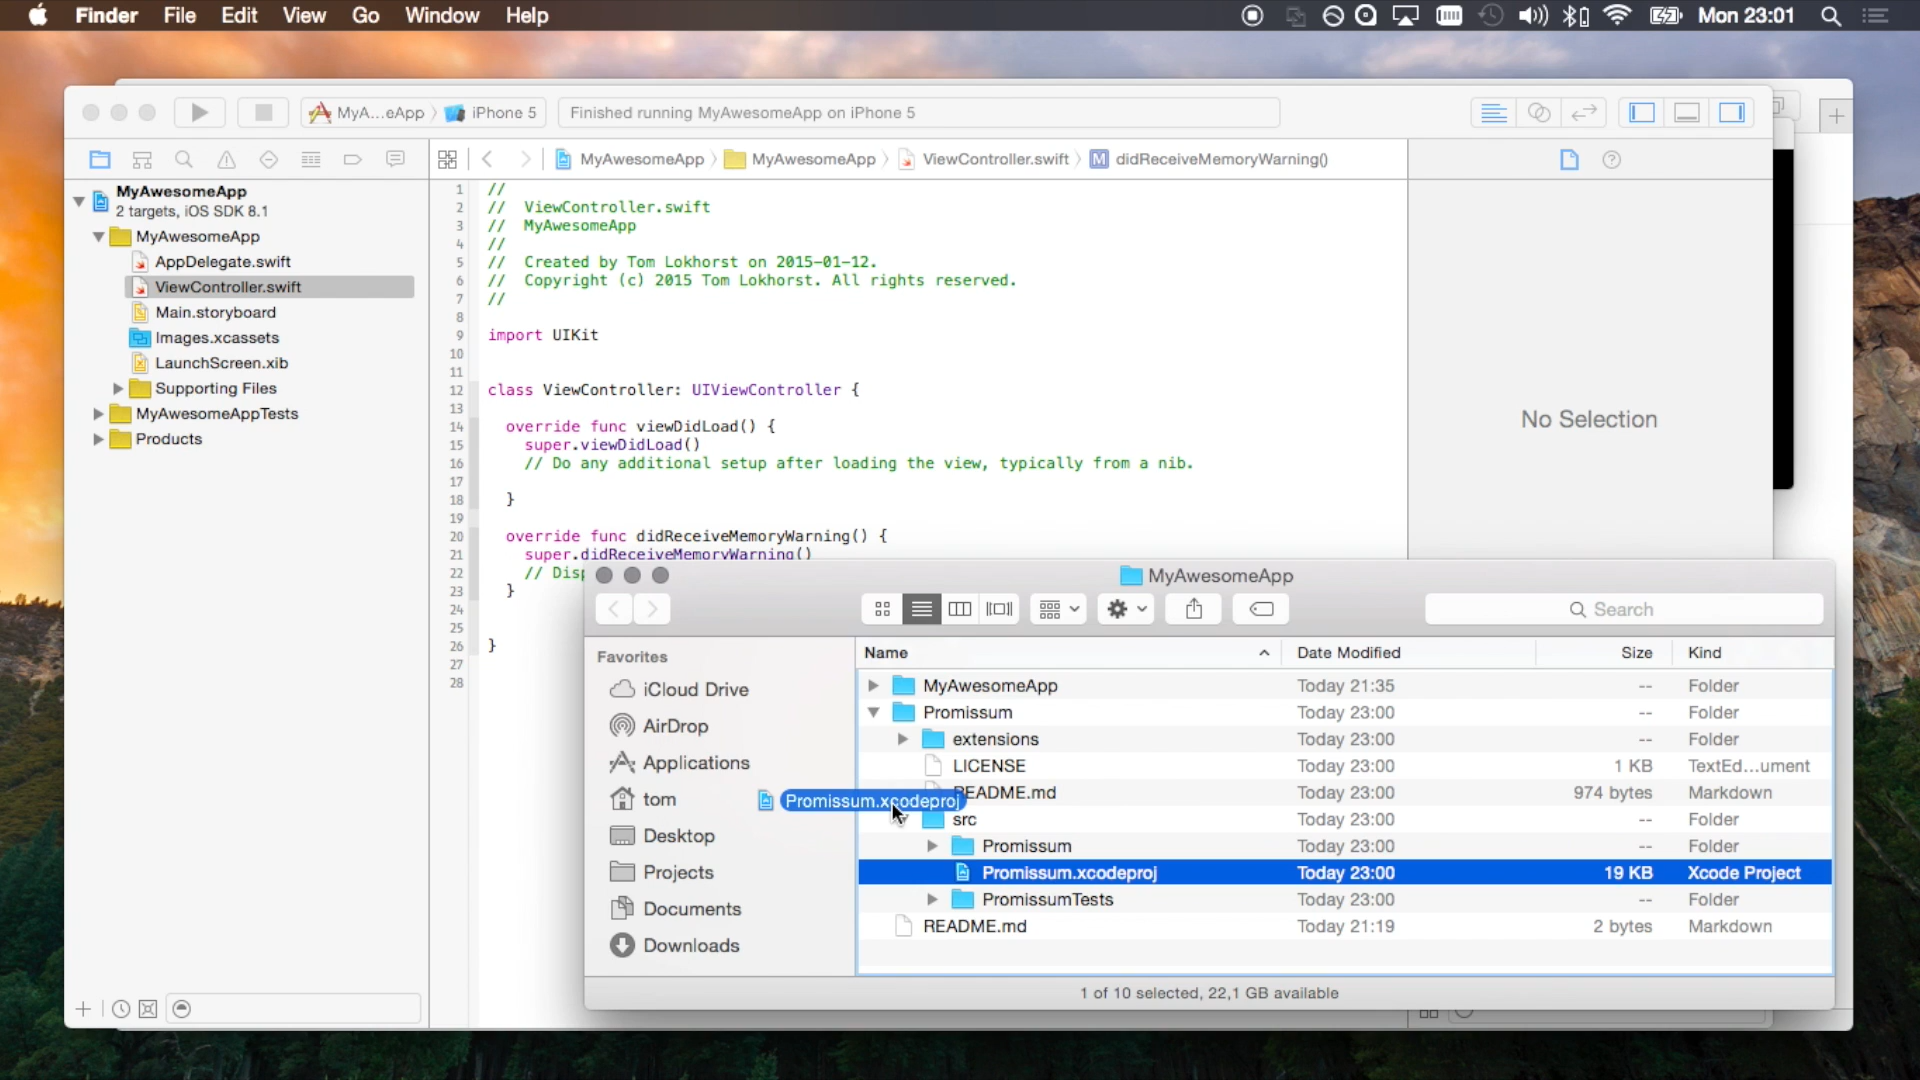 Finder File Edit View Go Window Help Mon 23:01
MyA...eApp iPhone 5 Finished running MyAwesomeApp on iPhone 5
MyAwesomeApp MyAwesomeApp ViewController.swift M didReceiveMemoryWarning()
MyAwesomeApp
2 targets, iOS SDK 8.1
MyAwesomeApp
AppDelegate.swift
ViewController.swift
Main.storyboard
Images.xcassets
LaunchScreen.xib
Supporting Files
MyAwesomeAppTests
Products
1 //
2 // ViewController.swift
3 // MyAwesomeApp
4 //
5 // Created by Tom Lokhorst on 2015-01-12.
6 // Copyright (c) 2015 Tom Lokhorst. All rights reserved.
7 //
8
9 import UIKit
10
11
12 class ViewController: UIViewController {
13
14 override func viewDidLoad() {
15 super.viewDidLoad()
16 // Do any additional setup after loading the view, typically from a nib.
17
18 }
19
20 override func didReceiveMemoryWarning() {
21 super.didReceiveMemoryWarning()
22 // Disp
23 }
24
25
26 }
27
28
No Selection
MyAwesomeApp
Search
Favorites
iCloud Drive
AirDrop
Applications
tom
Desktop
Projects
Documents
Downloads
Name Date Modified Size Kind
MyAwesomeApp Today 21:35 -- Folder
Promissum Today 23:00 -- Folder
extensions Today 23:00 -- Folder
LICENSE Today 23:00 1 KB TextEd...ument
README.md Today 23:00 974 bytes Markdown
Promissum.xcodeproj
src Today 23:00 -- Folder
Promissum Today 23:00 -- Folder
Promissum.xcodeproj Today 23:00 19 KB Xcode Project
PromissumTests Today 23:00 -- Folder
README.md Today 21:19 2 bytes Markdown
1 of 10 selected, 22,1 GB available